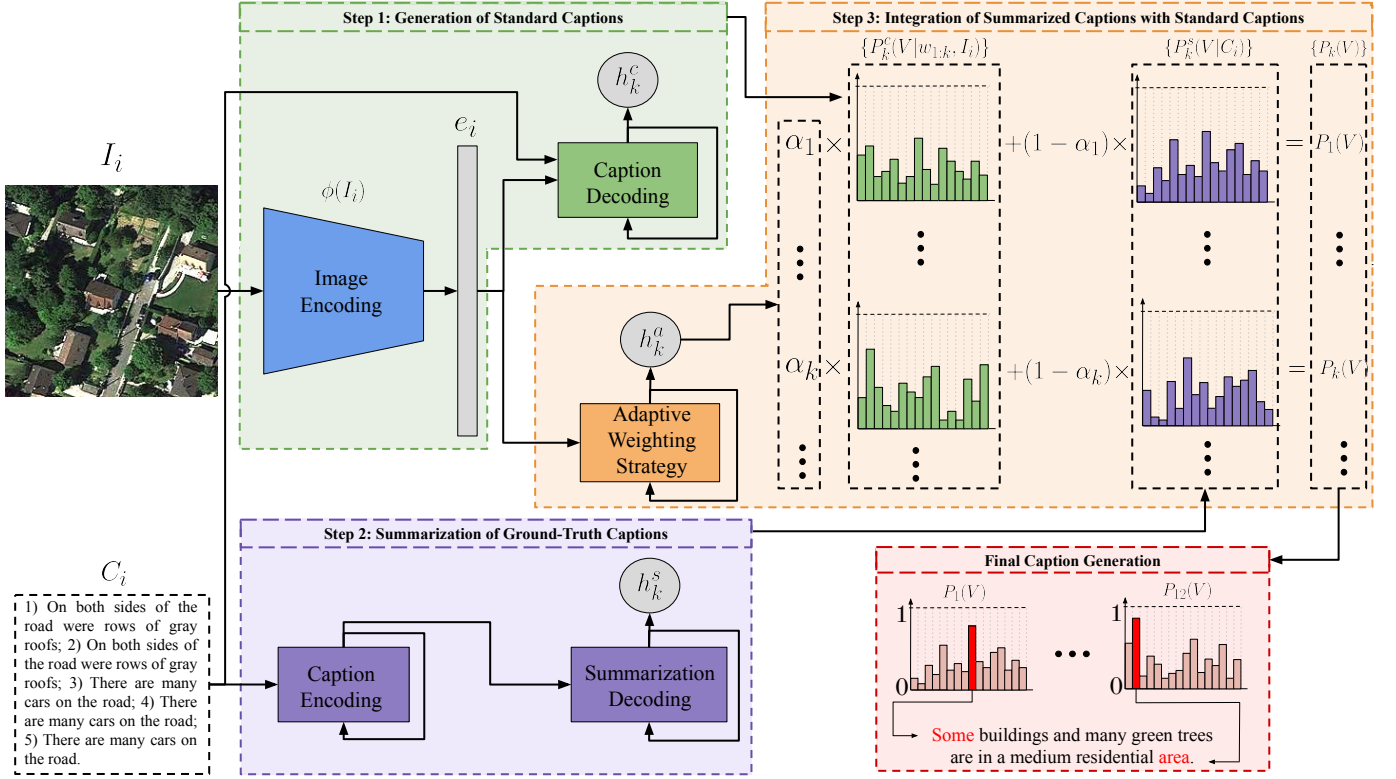 Step 1: Generation of Standard Captions
Step 3: Integration of Summarized Captions with Standard Captions
{P_k^c(V|w_{1:k}, I_i)}
{P_k^s(V|C_i)}
{P_k(V)}
h_k^c
e_i
I_i
ϕ(I_i)
Caption
Decoding
Image
Encoding
α_1 ×
+(1 − α_1)×
= P_1(V)
h_k^a
α_k ×
+(1 − α_k)×
= P_k(V)
Adaptive
Weighting
Strategy
Step 2: Summarization of Ground-Truth Captions
C_i
1) On both sides of the
road were rows of gray
roofs; 2) On both sides of
the road were rows of gray
roofs; 3) There are many
cars on the road; 4) There
are many cars on the road;
5) There are many cars on
the road.
h_k^s
Caption
Encoding
Summarization
Decoding
Final Caption Generation
P_1(V)
P_{12}(V)
1
0
1
0
Some buildings and many green trees
are in a medium residential area.